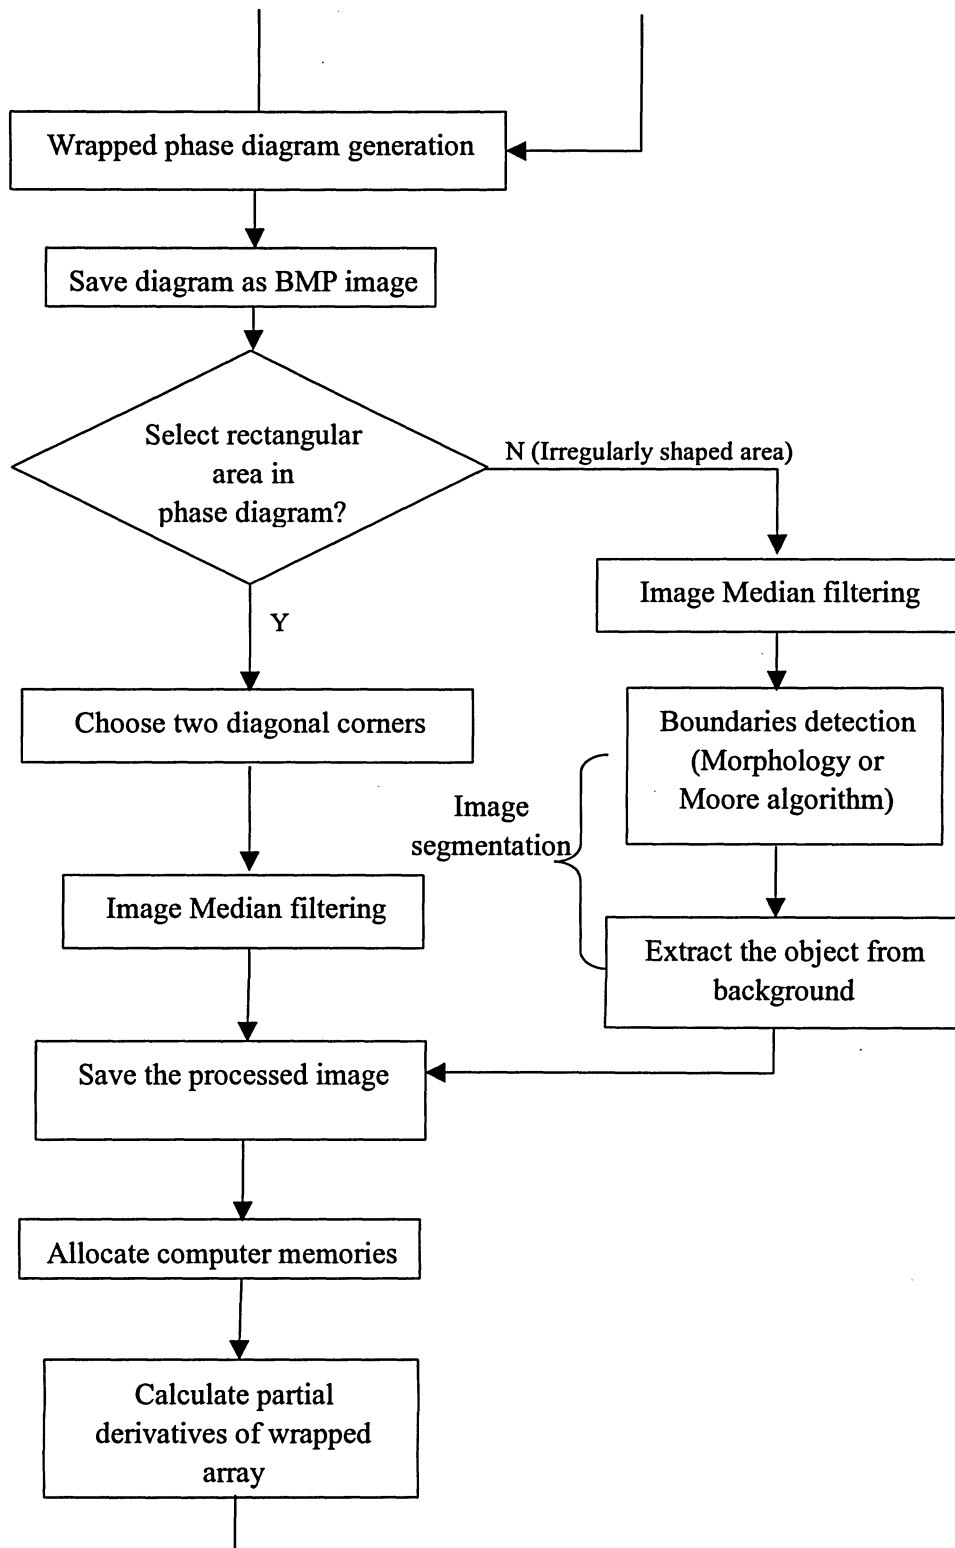 Wrapped phase diagram generation
Save diagram as BMP image
Select rectangular
area in
phase diagram?
N (Irregularly shaped area)
Y
Image Median filtering
Choose two diagonal corners
Boundaries detection
(Morphology or
Moore algorithm)
Image
segmentation
Image Median filtering
Extract the object from
background
Save the processed image
Allocate computer memories
Calculate partial
derivatives of wrapped
array